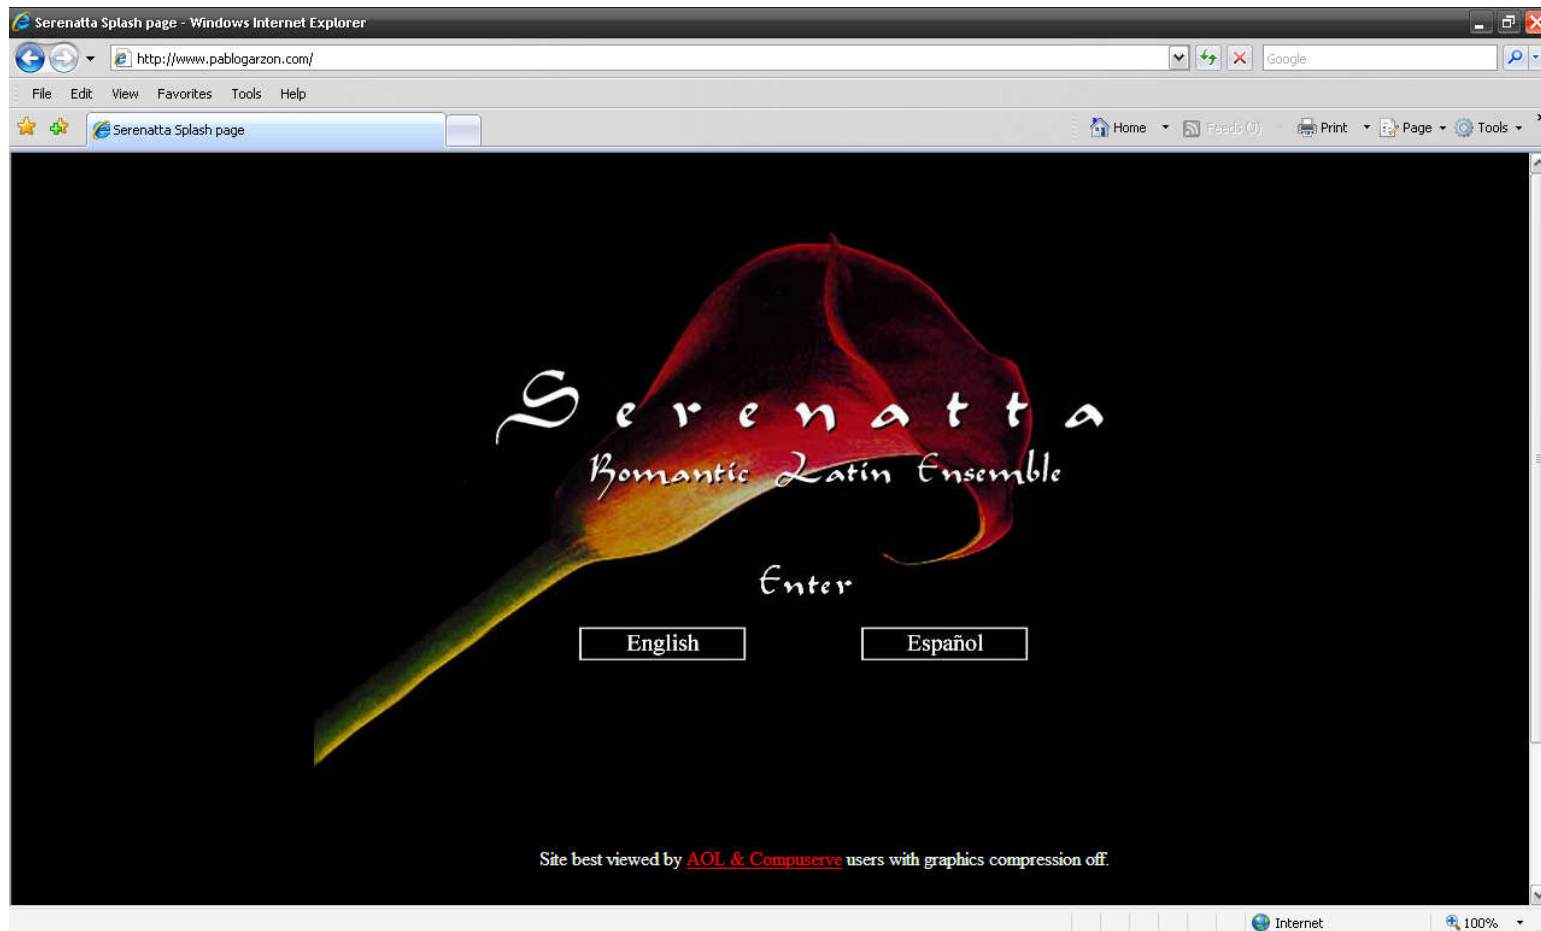 Serenatta Splash page - Windows Internet Explorer
http://www.pablogarzon.com/
Google
File Edit View Favorites Tools Help
Serenatta Splash page
Home Feeds (J) Print Page Tools
Serenatta
Romantic Latin Ensemble
Enter
English Español
Site best viewed by AOL & Compuserve users with graphics compression off.
Internet 100%